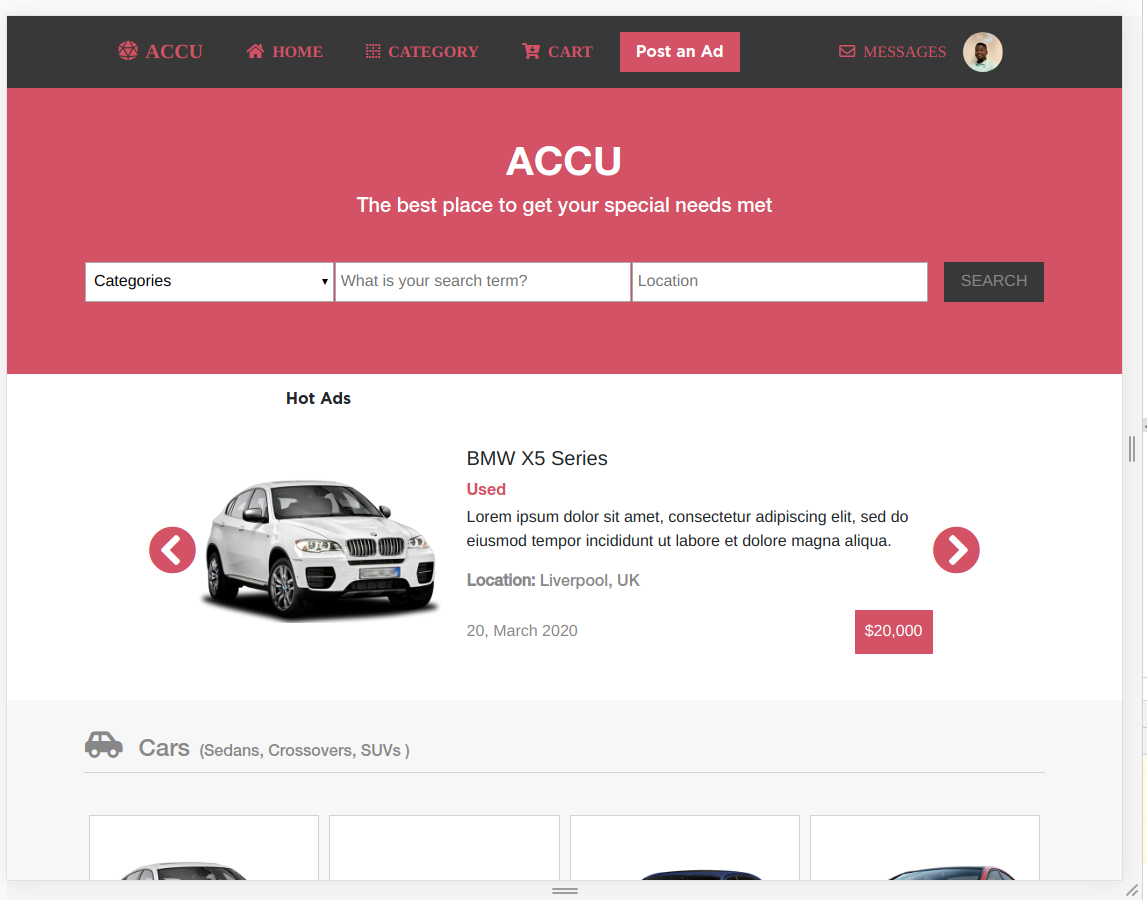 ACCU HOME CATEGORY CART Post an Ad MESSAGES
ACCU
The best place to get your special needs met
Categories What is your search term? Location SEARCH
Hot Ads
BMW X5 Series
Used
Lorem ipsum dolor sit amet, consectetur adipiscing elit, sed do
eiusmod tempor incididunt ut labore et dolore magna aliqua.
Location: Liverpool, UK
20, March 2020 $20,000
Cars (Sedans, Crossovers, SUVs )